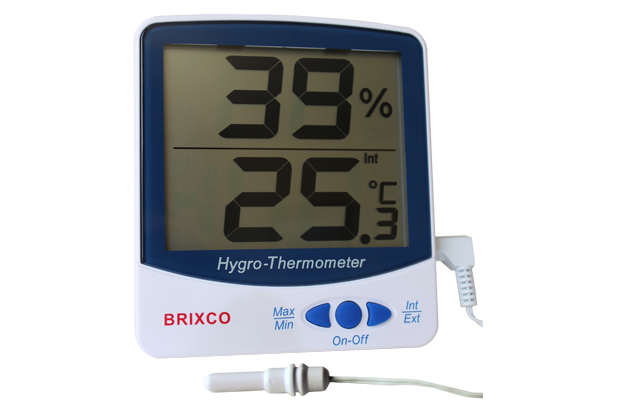 39%
Int
25.3 °C
Hygro-Thermometer
BRIXCO
Max
Min
Int
Ext
On-Off